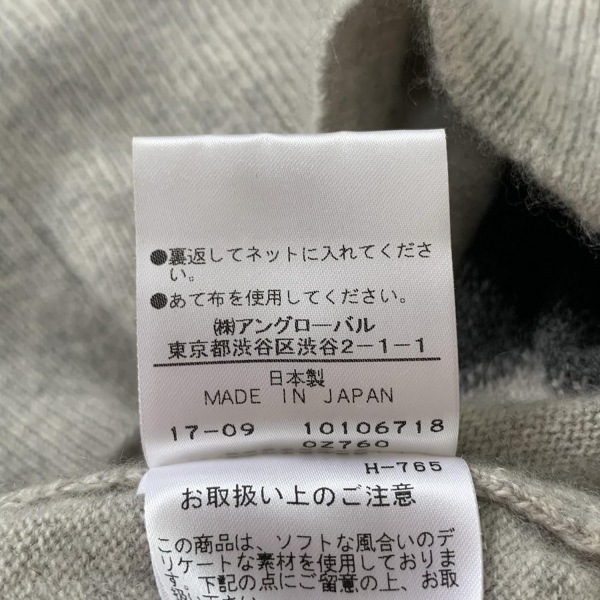 ●裏返してネットに入れてくださ
い。
●あて布を使用してください。
㈱アングローバル
東京都渋谷区渋谷2-1-1
日本製
MADE IN JAPAN
17-09 10106718
02760
H-765
お取扱い上のご注意
この商品は、ソフトな風合いのデ
リケートな素材を使用しておりま
す。下記の点にご留意の上、お取